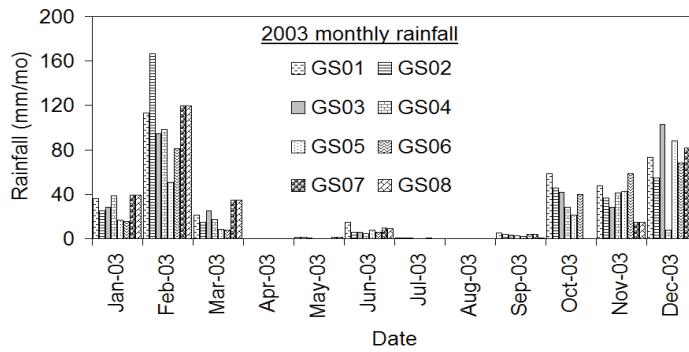 200
160
120
80
40
0
Rainfall (mm/mo)
2003 monthly rainfall
GS01 GS02
GS03 GS04
GS05 GS06
GS07 GS08
Jan-03 Feb-03 Mar-03 Apr-03 May-03 Jun-03 Jul-03 Aug-03 Sep-03 Oct-03 Nov-03 Dec-03
Date